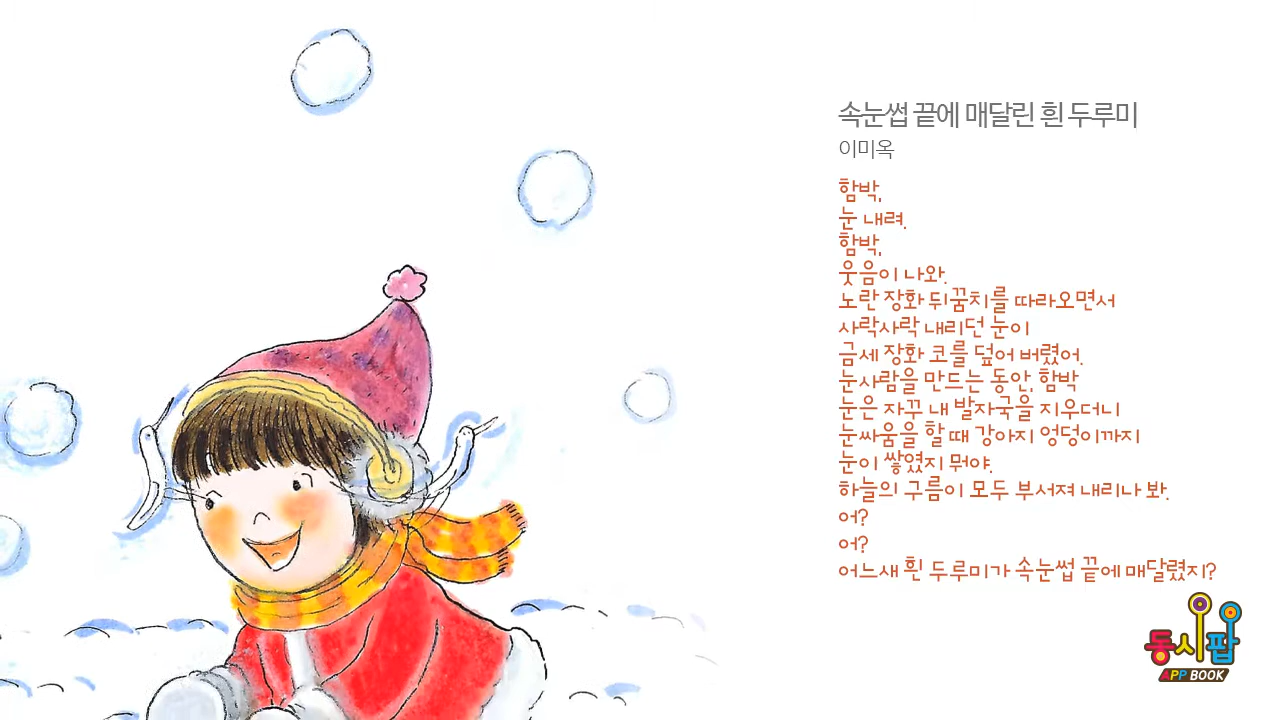 속눈썹 끝에 매달린 흰 두루미
이미옥
함박,
눈 내려.
함박,
웃음이 나와.
노란 장화 뒤꿈치를 따라오면서
사락사락 내리던 눈이
금세 장화 코를 덮어 버렸어.
눈사람을 만드는 동안, 함박
눈은 자꾸 내 발자국을 지우더니
눈싸움을 할 때 강아지 엉덩이까지
눈이 쌓였지 뭐야.
하늘의 구름이 모두 부서져 내리나 봐.
어?
어?
어느새 흰 두루미가 속눈썹 끝에 매달렸지?
동시팝
APP BOOK